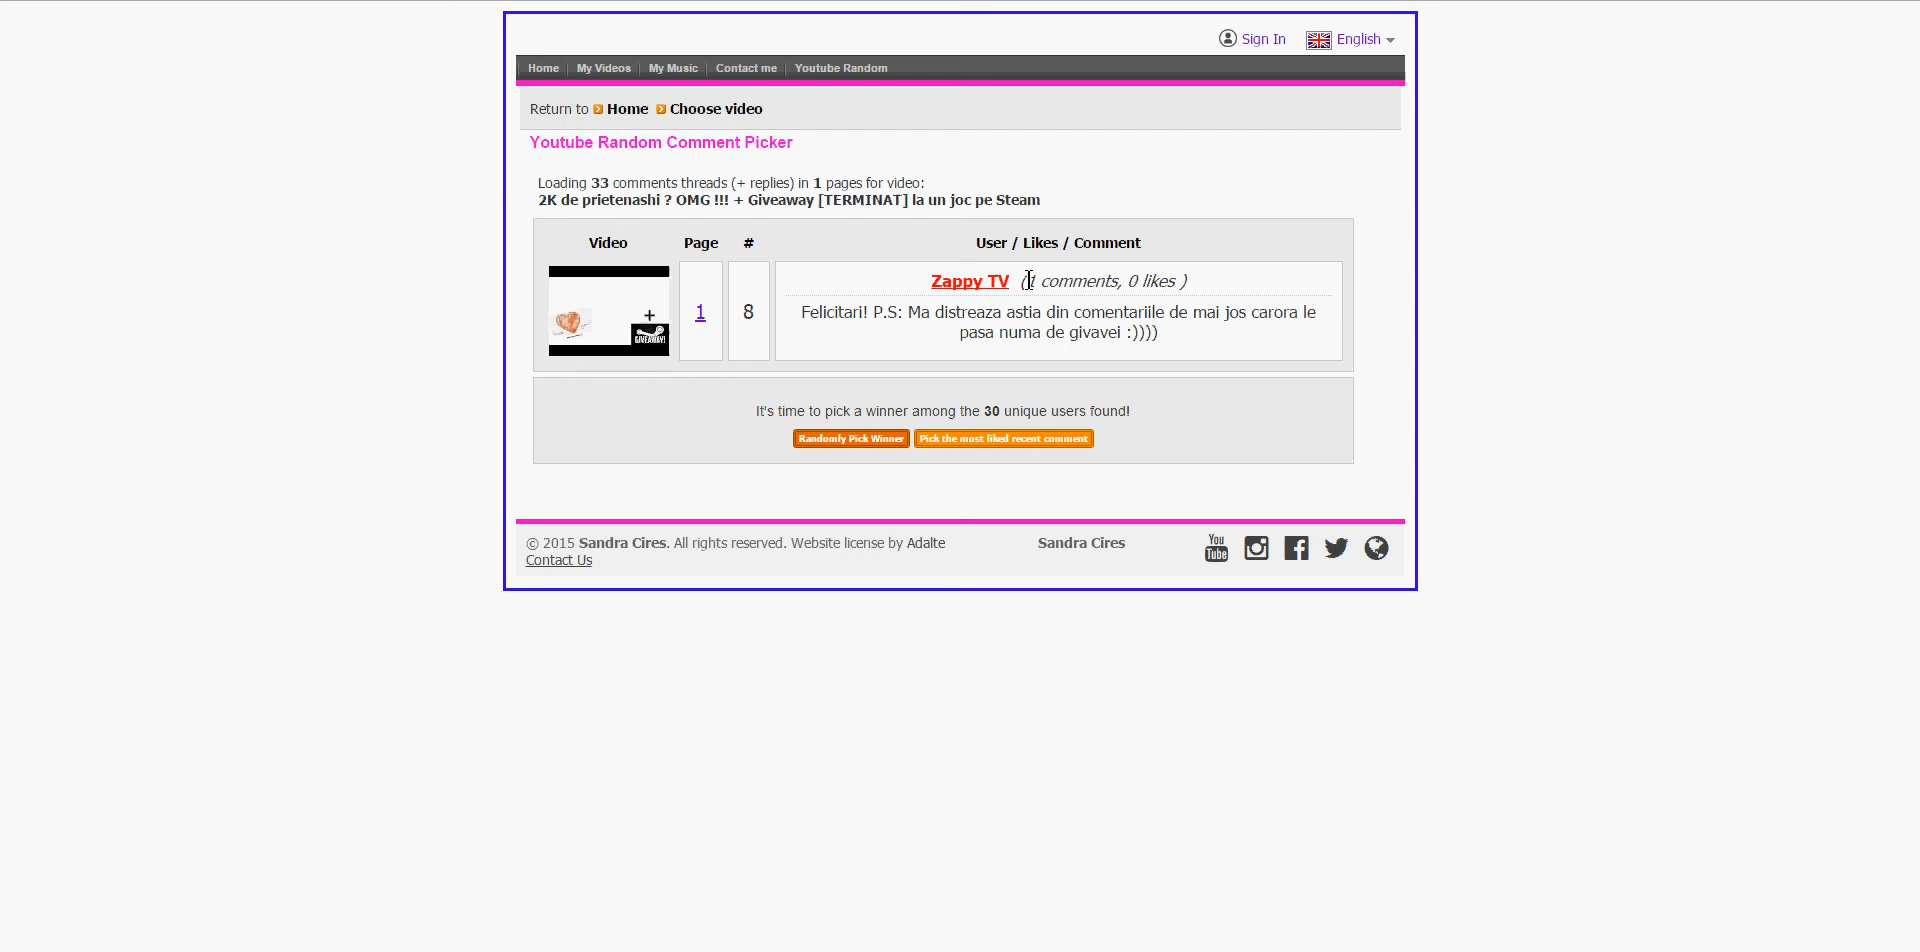 Sign In English
Home My Videos My Music Contact me Youtube Random
Return to Home Choose video
Youtube Random Comment Picker
Loading 33 comments threads (+ replies) in 1 pages for video:
2K de prietenashi ? OMG !!! + Giveaway [TERMINAT] la un joc pe Steam
Video Page # User / Likes / Comment
Zappy TV (1 comments, 0 likes )
1 8 Felicitari! P.S: Ma distreaza astia din comentariile de mai jos carora le
pasa numa de givavei :))))
+
GIVEAWAY!
It's time to pick a winner among the 30 unique users found!
Randomly Pick Winner Pick the most liked recent comment
© 2015 Sandra Cires. All rights reserved. Website license by Adalte Sandra Cires You Tube
Contact Us